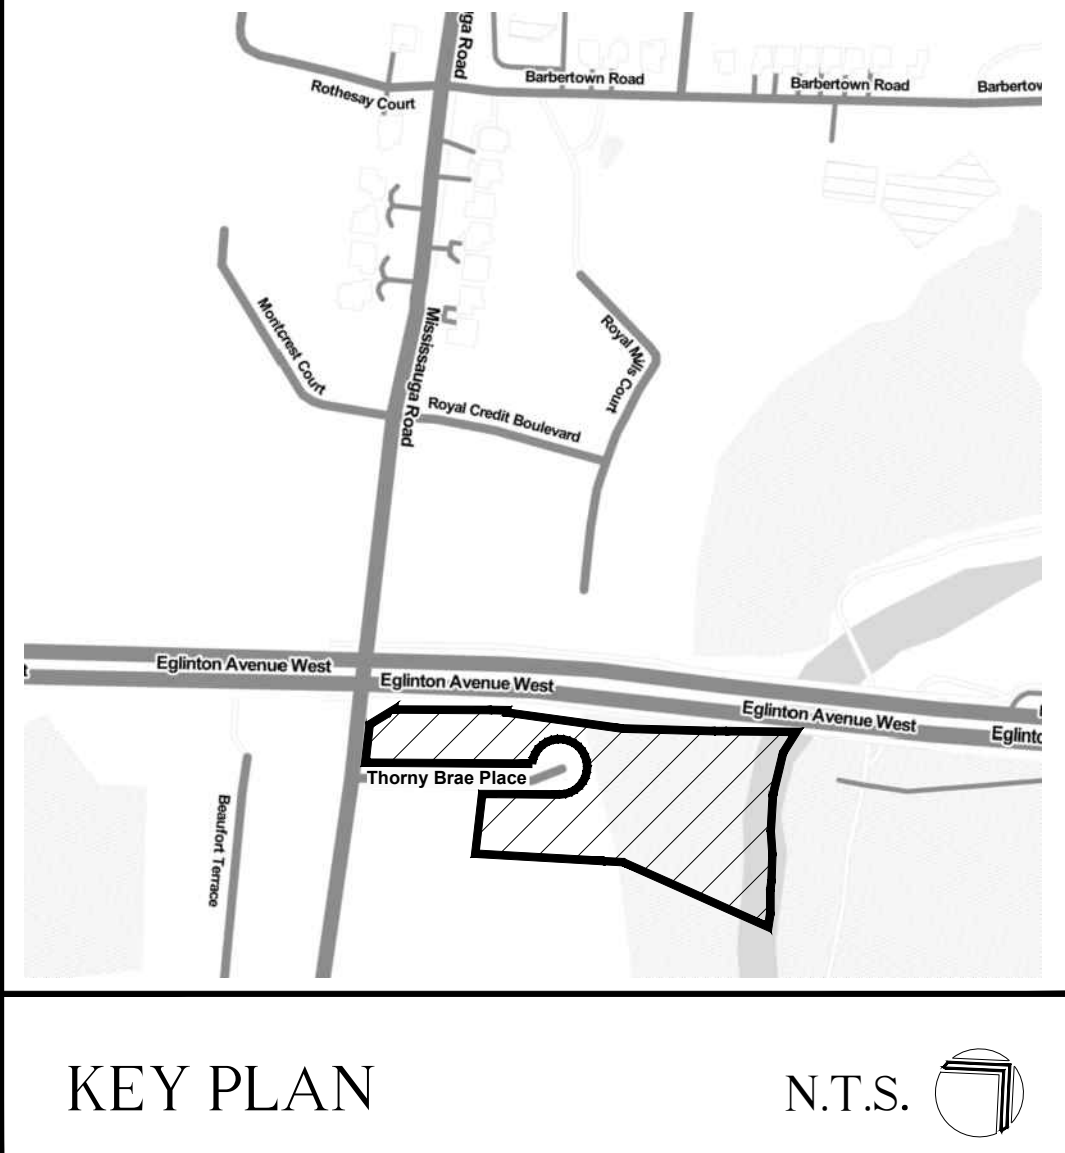 ga Road
Barbertown Road
Barbertown Road
Barbertow
Rothesay Court
Montcrest Court
Mississauga Road
Royal Mills Court
Royal Credit Boulevard
Eglinton Avenue West
t
Eglinton Avenue West
Eglinton Avenue West
Eglinto
Thorny Brae Place
Beaufort Terrace
KEY PLAN
N.T.S.